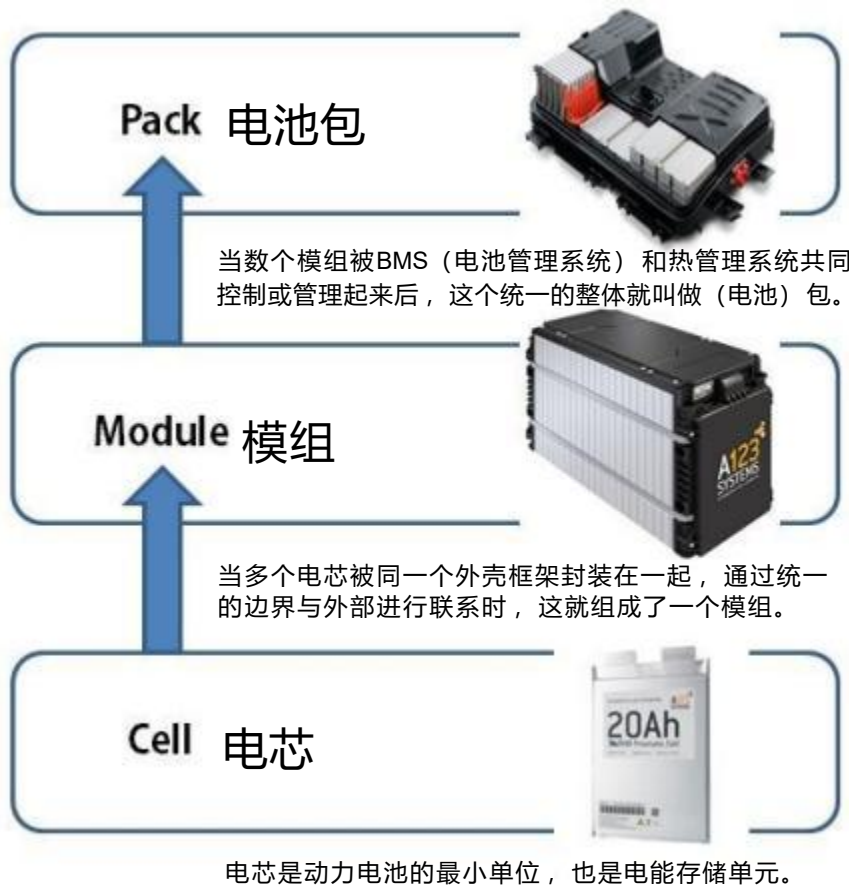 Pack 电池包
当数个模组被BMS（电池管理系统）和热管理系统共同
控制或管理起来后，这个统一的整体就叫做（电池）包。
Module 模组
A123
SYSTEMS
当多个电芯被同一个外壳框架封装在一起，通过统一
的边界与外部进行联系时，这就组成了一个模组。
Cell 电芯
20Ah
电芯是动力电池的最小单位，也是电能存储单元。